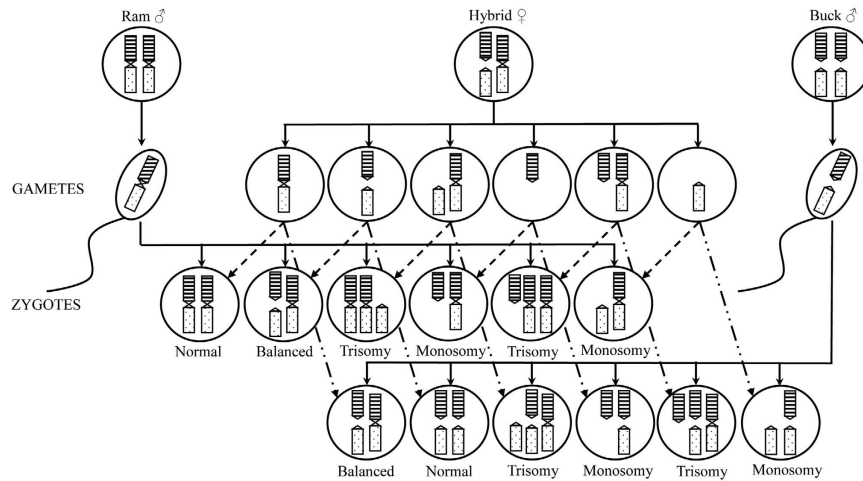 Ram ♂
Hybrid ♀
Buck ♂
GAMETES
ZYGOTES
Normal
Balanced
Trisomy
Monosomy
Trisomy
Monosomy
Balanced
Normal
Trisomy
Monosomy
Trisomy
Monosomy